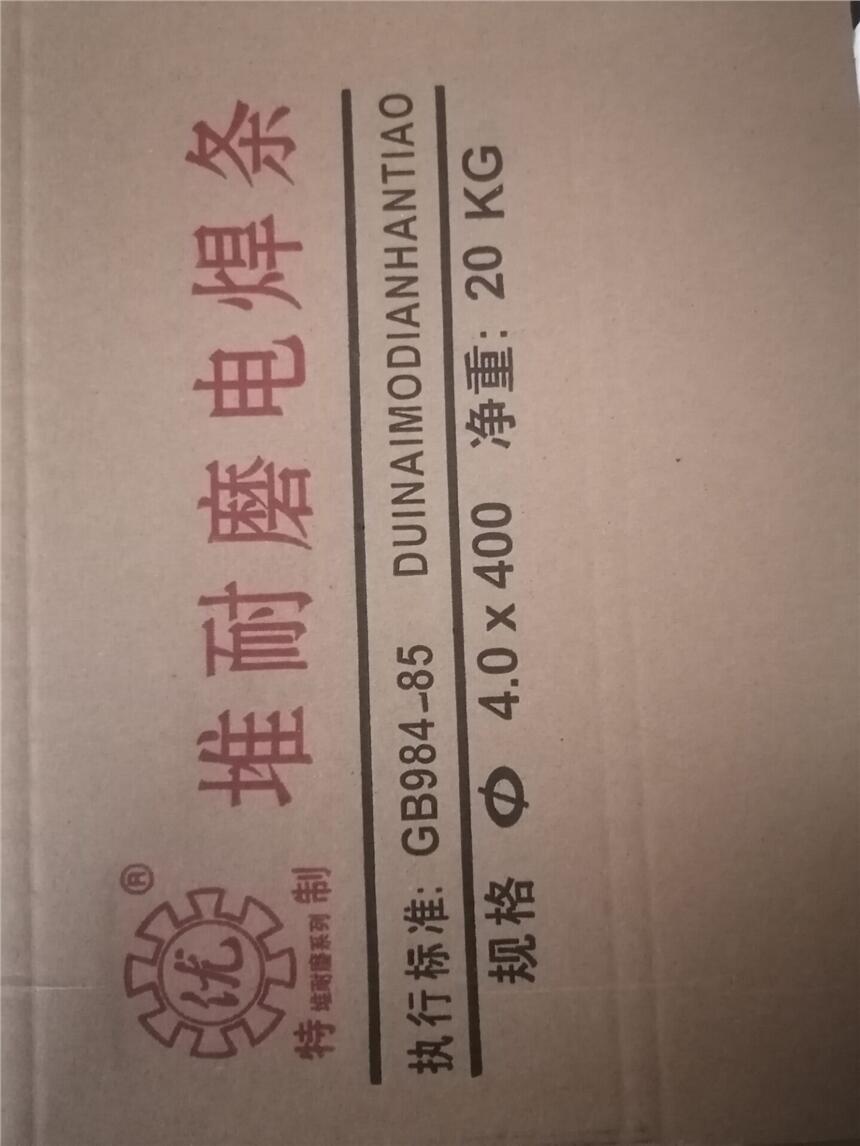 堆耐磨电焊条
®
优
特堆耐磨系列制
执行标准: GB984-85 DUINAIMODIANHANTIAO
规格 Φ 4.0 x 400 净重: 20 KG